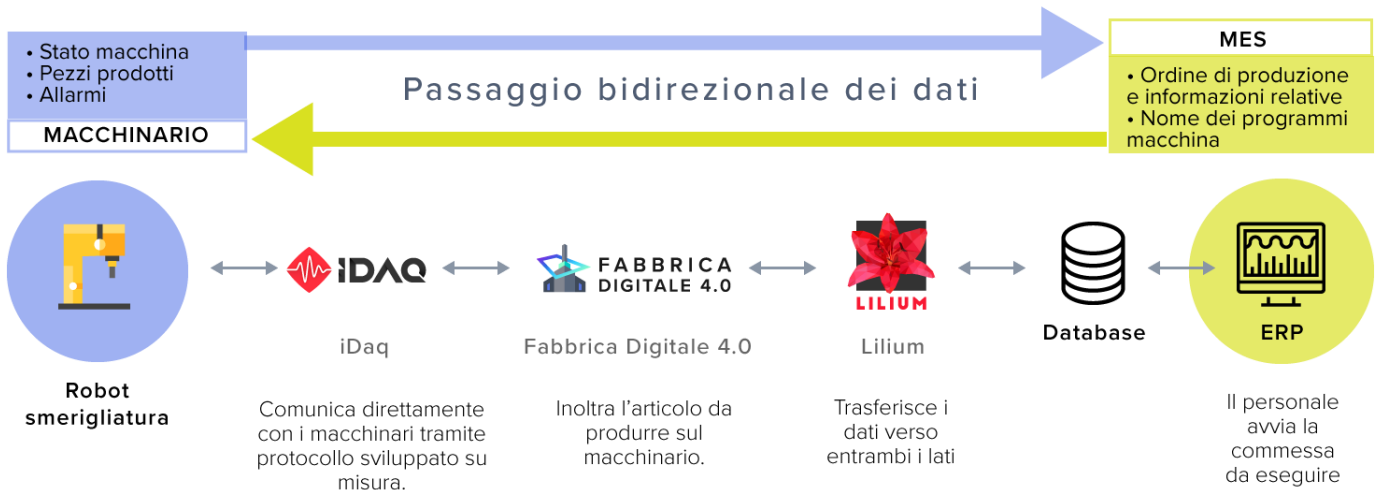 • Stato macchina
• Pezzi prodotti
• Allarmi
MACCHINARIO
Passaggio bidirezionale dei dati
MES
• Ordine di produzione
e informazioni relative
• Nome dei programmi
macchina
Robot
smerigliatura
iDAQ
iDaq
Comunica direttamente
con i macchinari tramite
protocollo sviluppato su
misura.
FABBRICA
DIGITALE 4.0
Fabbrica Digitale 4.0
Inoltra l’articolo da
produrre sul
macchinario.
LILIUM
Lilium
Trasferisce i
dati verso
entrambi i lati
Database
ERP
Il personale
avvia la
commessa
da eseguire